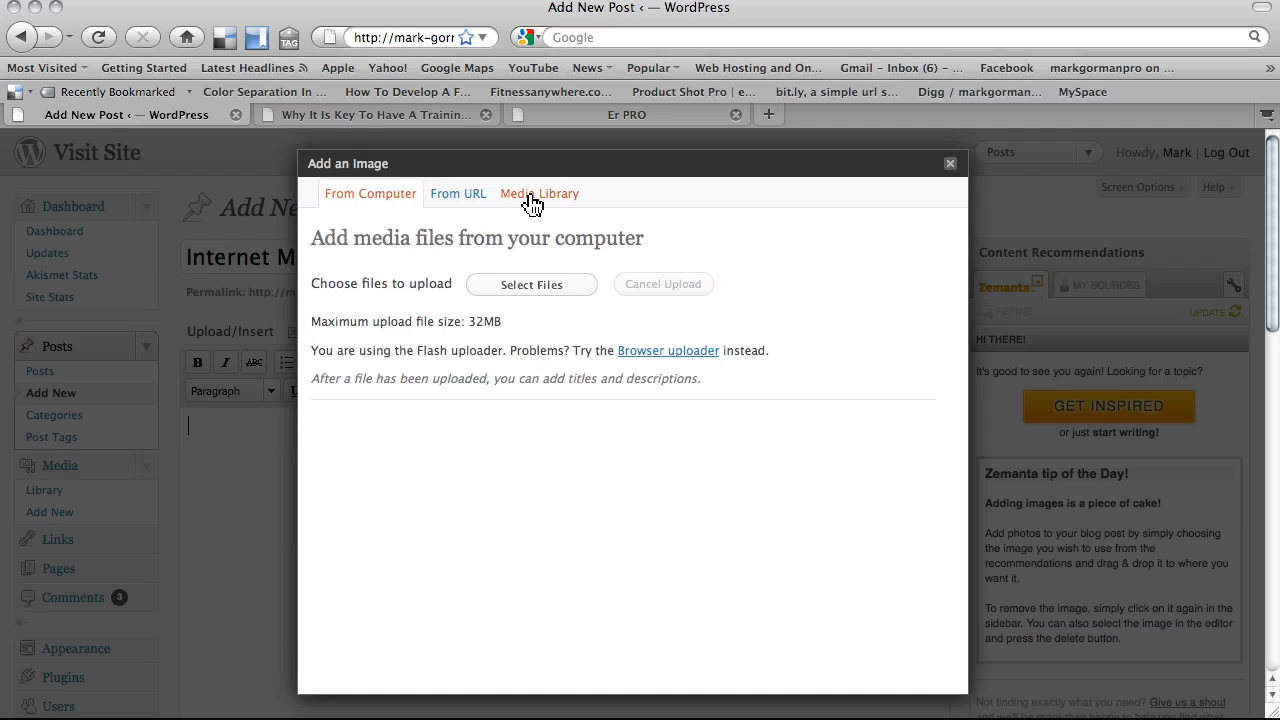 Add New Post ‹ — WordPress
http://mark-gorr
Google
TAG
Most Visited
Getting Started
Latest Headlines
Apple
Yahoo!
Google Maps
YouTube
News
Popular
Web Hosting and On...
Gmail – Inbox (6) – ...
Facebook
markgormanpro on ...
Recently Bookmarked
Color Separation In ...
How To Develop A F...
Fitnessanywhere.co...
Product Shot Pro | e...
bit.ly, a simple url s...
Digg / markgorman...
MySpace
Add New Post ‹ — WordPress
Why It Is Key To Have A Trainin...
Er PRO
Visit Site
Posts
Howdy, Mark | Log Out
Screen Options
Help
Dashboard
Dashboard
Updates
Akismet Stats
Site Stats
Posts
Posts
Add New
Categories
Post Tags
Media
Library
Add New
Links
Pages
Comments 3
Appearance
Plugins
Users
Add Ne
Internet M
Permalink: http://m
Upload/Insert
B I ABC
Paragraph
U
Add an Image
From Computer
From URL
Media Library
Add media files from your computer
Choose files to upload
Select Files
Cancel Upload
Maximum upload file size: 32MB
You are using the Flash uploader. Problems? Try the Browser uploader instead.
After a file has been uploaded, you can add titles and descriptions.
Content Recommendations
Zemanta
MY SOURCES
REFINE
UPDATE
HI THERE!
It's good to see you again! Looking for a topic?
GET INSPIRED
or just start writing!
Zemanta tip of the Day!
Adding images is a piece of cake!
Add photos to your blog post by simply choosing
the image you wish to use from the
recommendations and drag & drop it to where you
want it.
To remove the image, simply click on it again in the
sidebar. You can also select the image in the editor
and press the delete button.
Not finding exactly what you need? Give us a shout